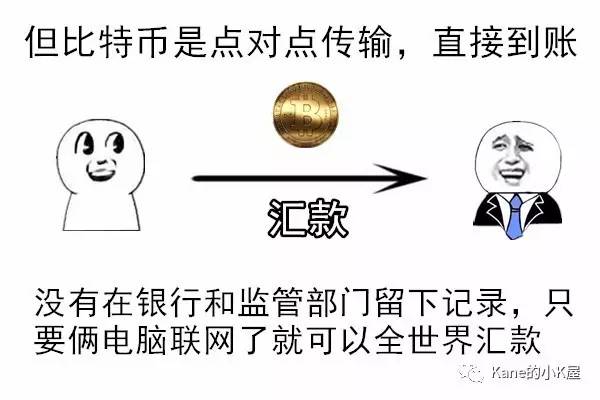 但比特币是点对点传输，直接到账
汇款
没有在银行和监管部门留下记录，只
要俩电脑联网了就可以全世界汇款
Kane的小K屋